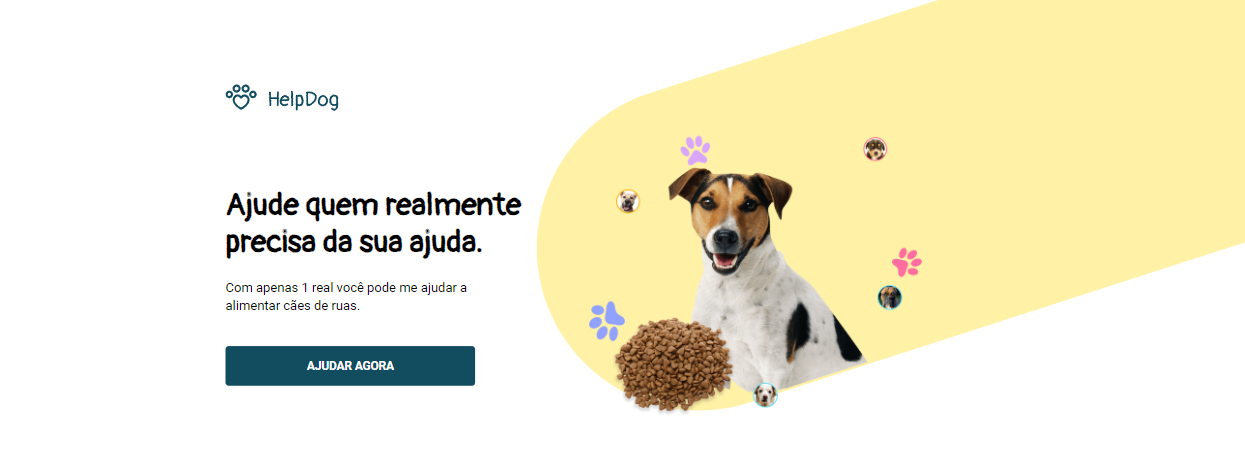 HelpDog
Ajude quem realmente
precisa da sua ajuda.
Com apenas 1 real você pode me ajudar a
alimentar cães de ruas.
AJUDAR AGORA